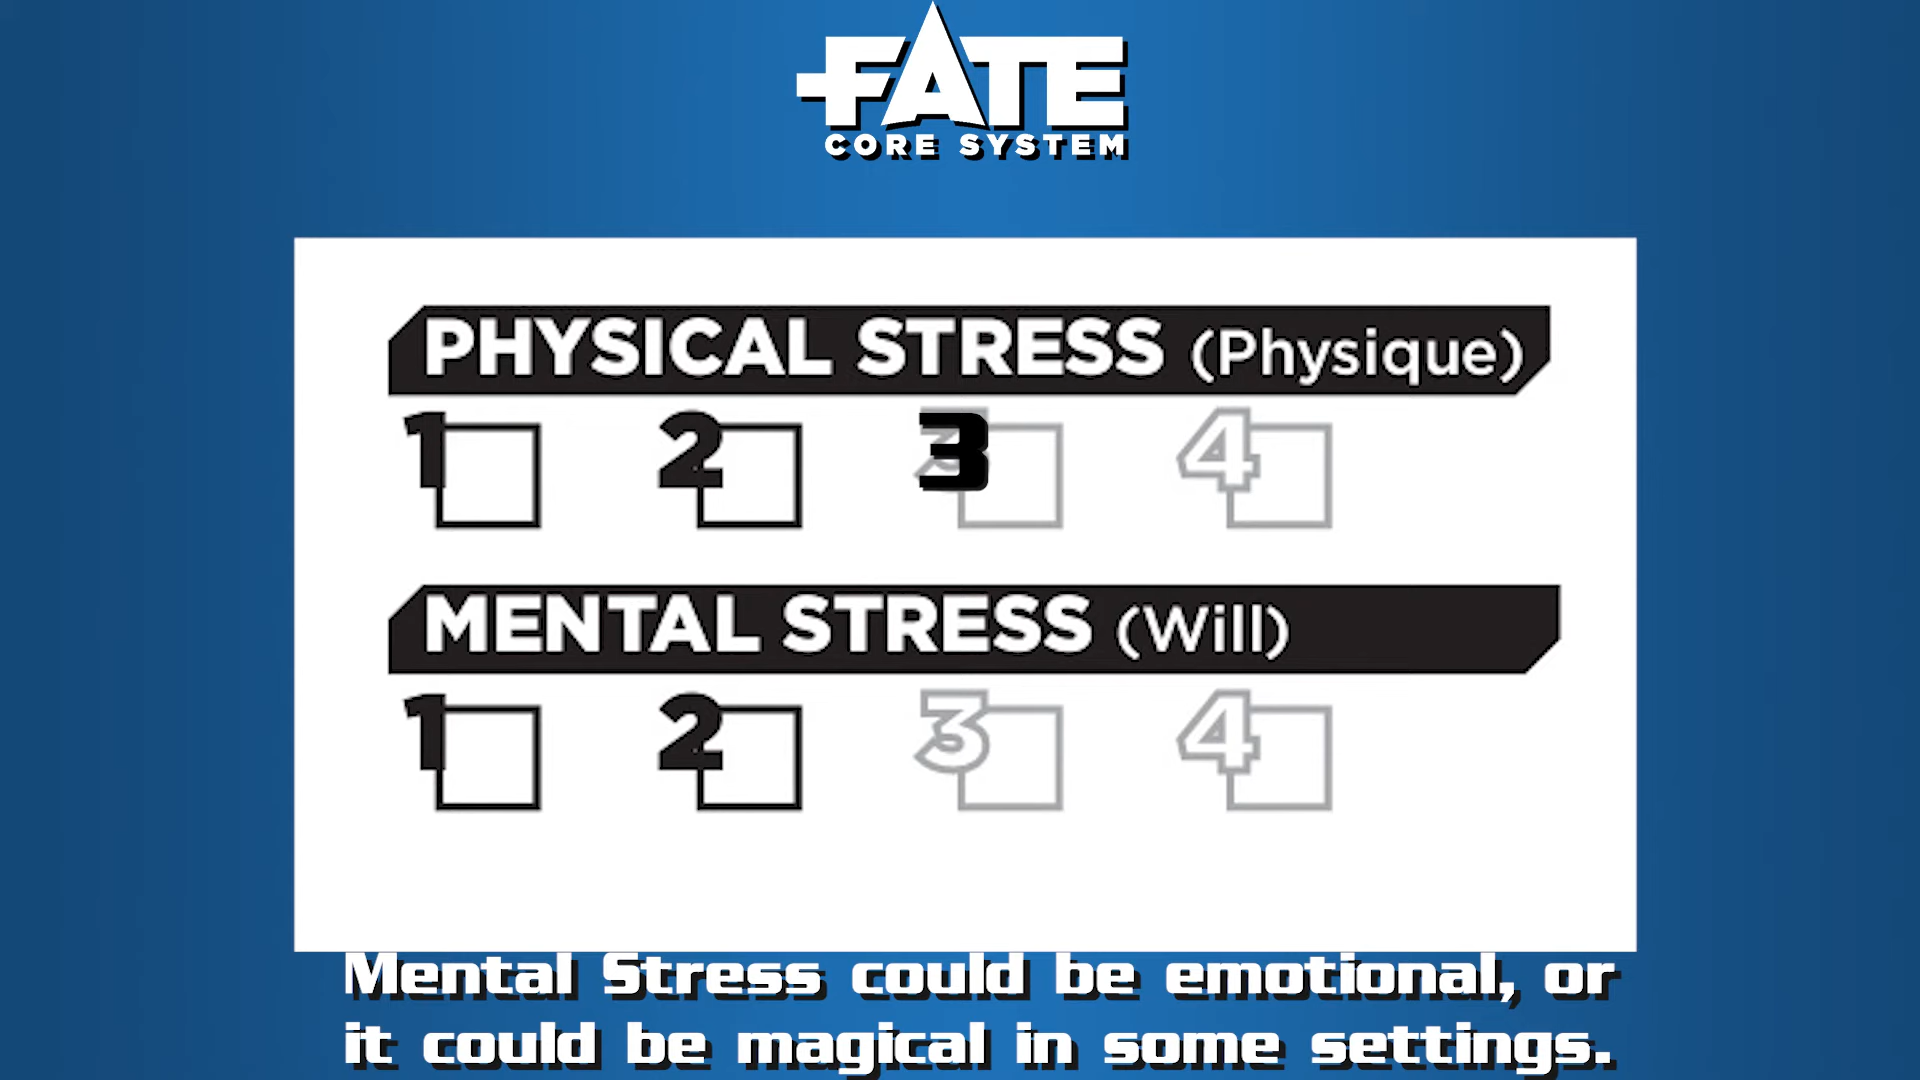 FATE
CORE SYSTEM
PHYSICAL STRESS (Physique)
1 2 3 4
MENTAL STRESS (Will)
1 2 3 4
Mental Stress could be emotional, or
it could be magical in some settings.